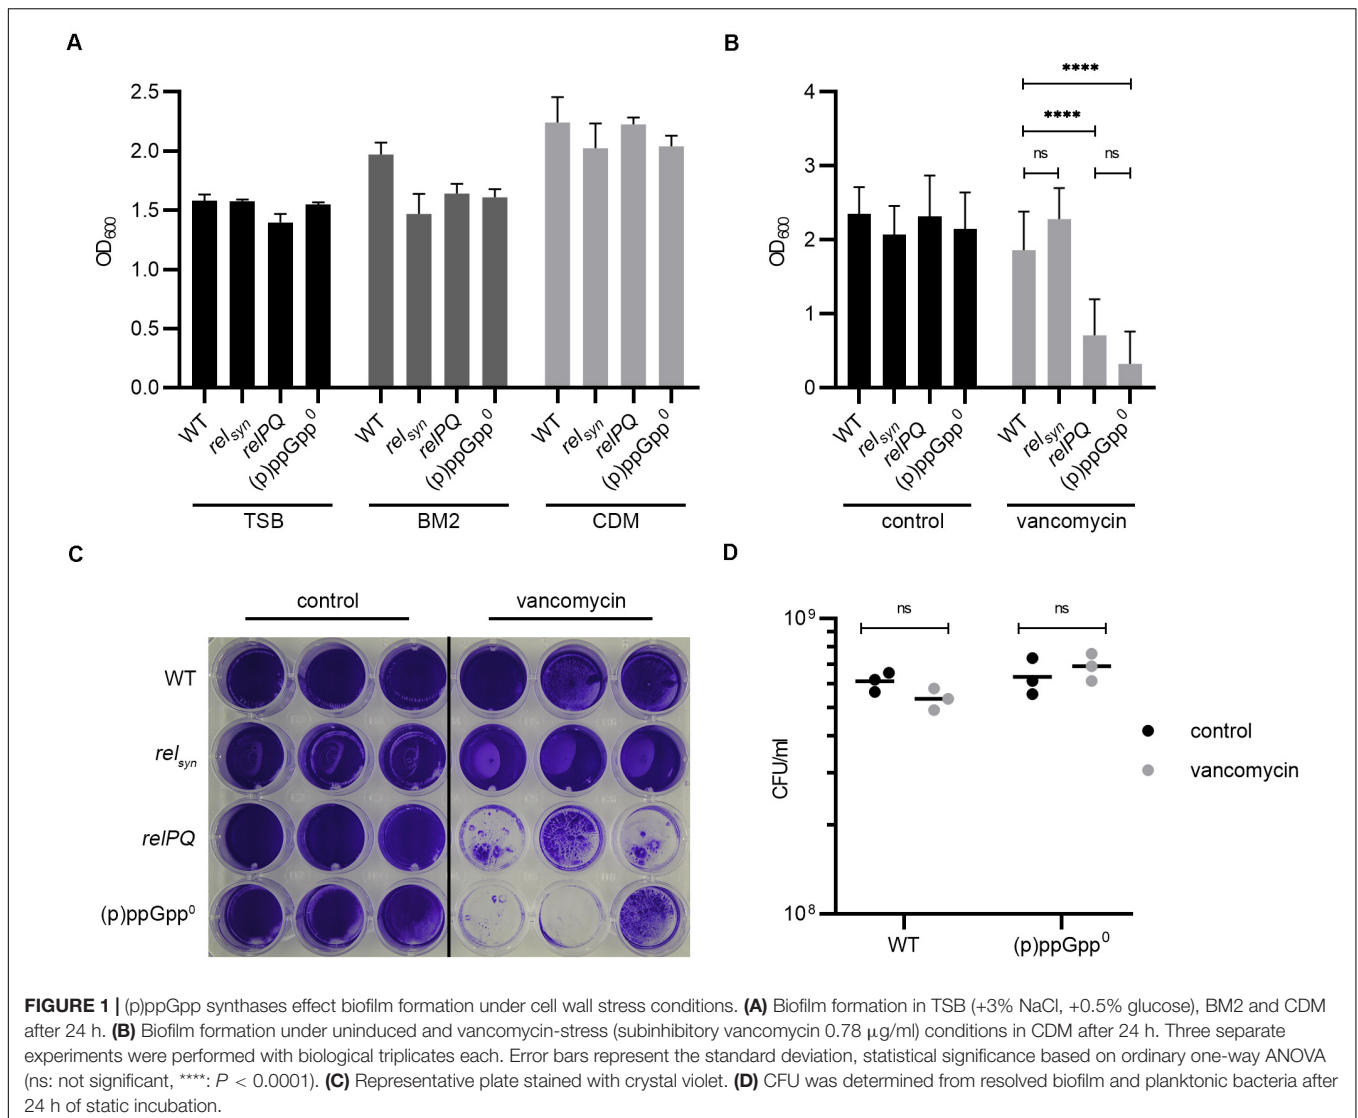 A
2.5
2.0
1.5
1.0
0.5
0.0
OD600
WT
relsyn
relPQ
(p)ppGpp0
WT
relsyn
relPQ
(p)ppGpp0
WT
relsyn
relPQ
(p)ppGpp0
TSB
BM2
CDM
B
****
****
ns
ns
4
3
2
1
0
OD600
WT
relsyn
relPQ
(p)ppGpp0
WT
relsyn
relPQ
(p)ppGpp0
control
vancomycin
C
control
vancomycin
WT
relsyn
relPQ
(p)ppGpp0
D
10⁹
10⁸
CFU/ml
ns
ns
WT
(p)ppGpp0
control
vancomycin
FIGURE 1 | (p)ppGpp synthases effect biofilm formation under cell wall stress conditions. (A) Biofilm formation in TSB (+3% NaCl, +0.5% glucose), BM2 and CDM
after 24 h. (B) Biofilm formation under uninduced and vancomycin-stress (subinhibitory vancomycin 0.78 μg/ml) conditions in CDM after 24 h. Three separate
experiments were performed with biological triplicates each. Error bars represent the standard deviation, statistical significance based on ordinary one-way ANOVA
(ns: not significant, ****: P < 0.0001). (C) Representative plate stained with crystal violet. (D) CFU was determined from resolved biofilm and planktonic bacteria after
24 h of static incubation.